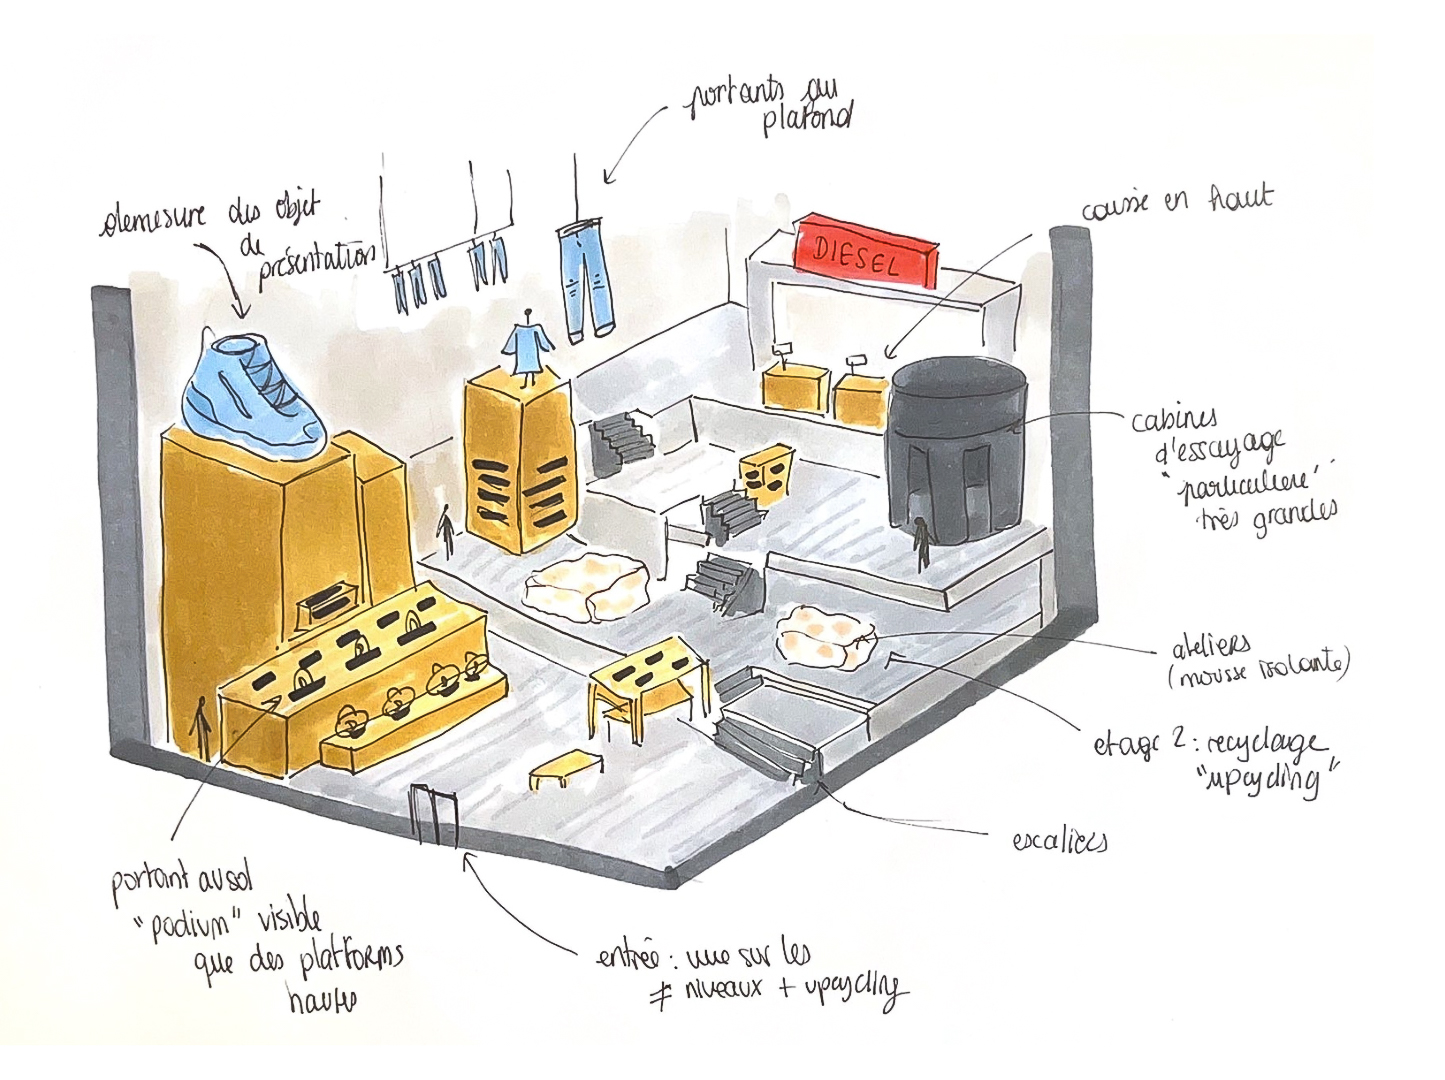 portants au
plafond
demesure des objet
de
présentation
caisse en haut
DIESEL
cabines
d'essayage
"particuliere"
très grandes
ateliers
(mousse isolante)
etage 2 : recyclage
"upcycling"
escaliers
portant au sol
"podium" visible
que des platforms
hautes
entrée : vue sur les
≠ niveaux + upcycling